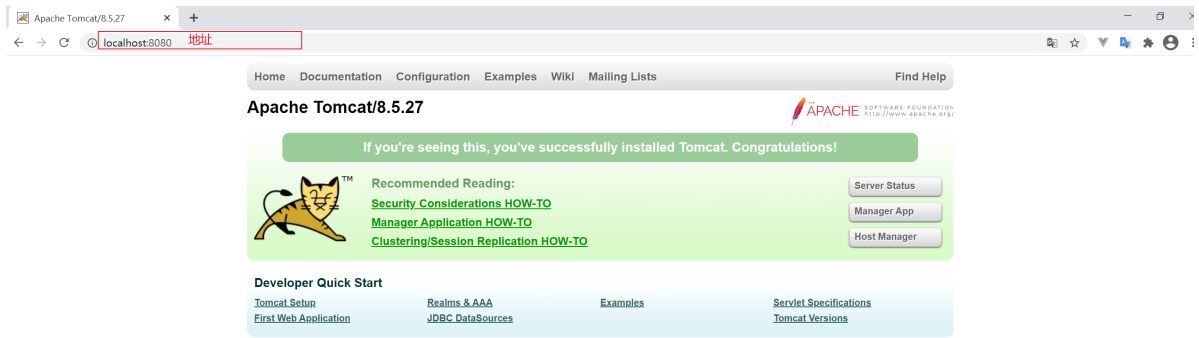 Apache Tomcat/8.5.27
localhost:8080 地址
Home Documentation Configuration Examples Wiki Mailing Lists Find Help
Apache Tomcat/8.5.27
THE APACHE SOFTWARE FOUNDATION
http://www.apache.org/
If you're seeing this, you've successfully installed Tomcat. Congratulations!
TM
Recommended Reading:
Security Considerations HOW-TO
Manager Application HOW-TO
Clustering/Session Replication HOW-TO
Server Status
Manager App
Host Manager
Developer Quick Start
Tomcat Setup Realms & AAA Examples Servlet Specifications
First Web Application JDBC DataSources Tomcat Versions